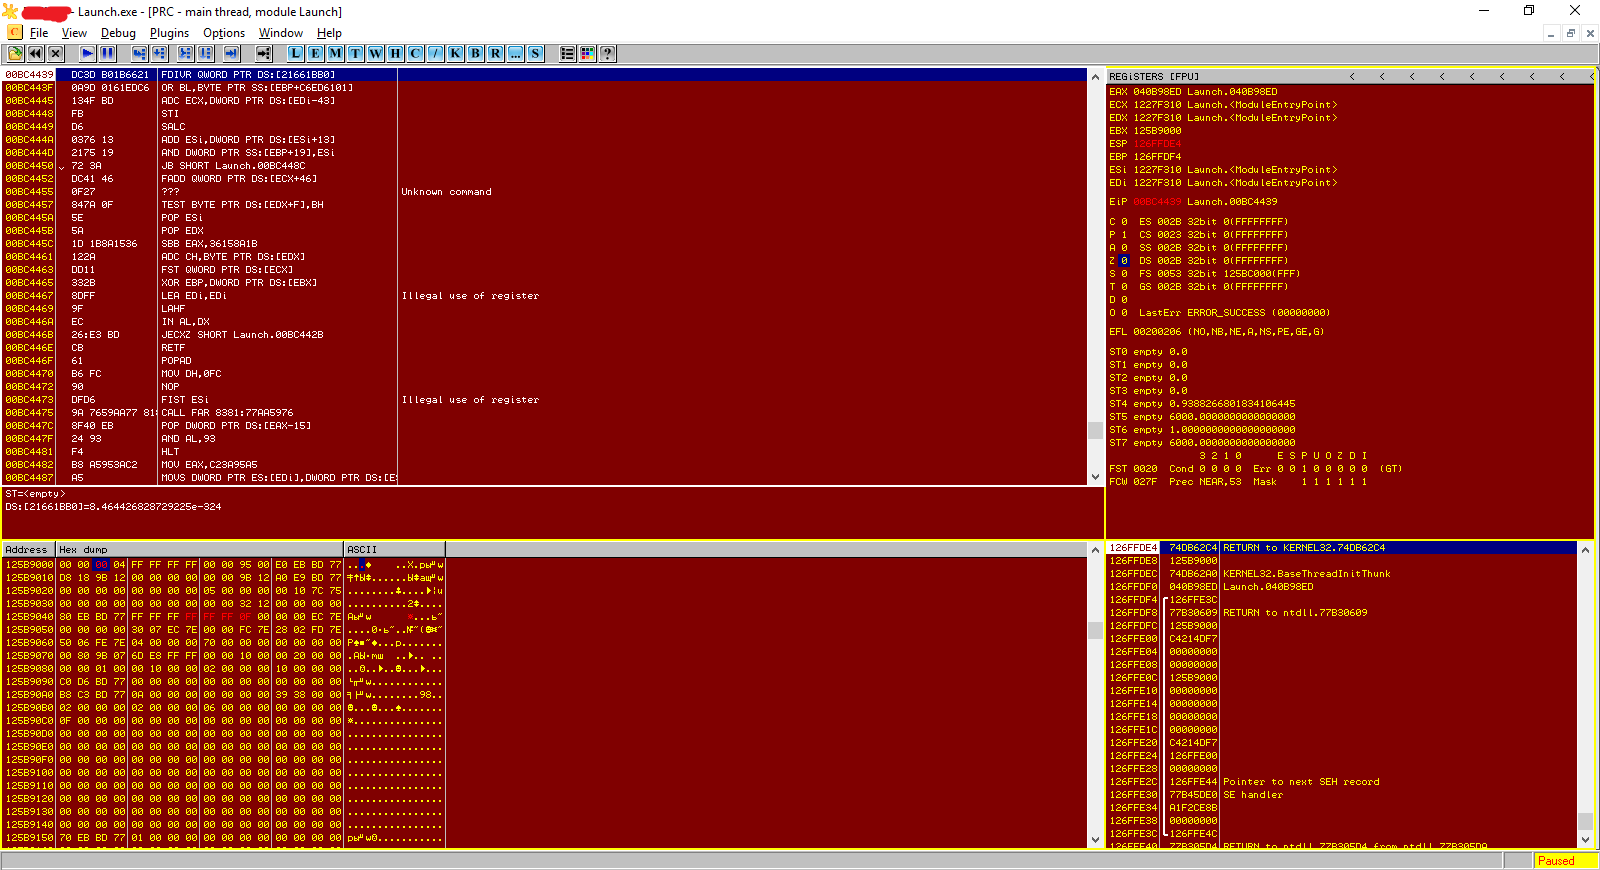 - Launch.exe - [PRC - main thread, module Launch]
File View Debug Plugins Options Window Help
L E M T W H C / K B R ... S ?
00BC4439 DC3D B01B6621 FDIVR QWORD PTR DS:[21661BB0]
00BC443F 0A9D 0161EDC6 OR BL,BYTE PTR SS:[EBP+C6ED6101]
00BC4445 134F BD ADC ECX,DWORD PTR DS:[EDi-43]
00BC4448 FB STI
00BC4449 D6 SALC
00BC444A 0376 13 ADD ESi,DWORD PTR DS:[ESi+13]
00BC444D 2175 19 AND DWORD PTR SS:[EBP+19],ESi
00BC4450 72 3A JB SHORT Launch.00BC448C
00BC4452 DC41 46 FADD QWORD PTR DS:[ECX+46]
00BC4455 0F27 ??? Unknown command
00BC4457 847A 0F TEST BYTE PTR DS:[EDX+F],BH
00BC445A 5E POP ESi
00BC445B 5A POP EDX
00BC445C 1D 1B8A1536 SBB EAX,36158A1B
00BC4461 122A ADC CH,BYTE PTR DS:[EDX]
00BC4463 DD11 FST QWORD PTR DS:[ECX]
00BC4465 332B XOR EBP,DWORD PTR DS:[EBX]
00BC4467 8DFF LEA EDi,EDi Illegal use of register
00BC4469 9F LAHF
00BC446A EC IN AL,DX
00BC446B 26:E3 BD JECXZ SHORT Launch.00BC442B
00BC446E CB RETF
00BC446F 61 POPAD
00BC4470 B6 FC MOV DH,0FC
00BC4472 90 NOP
00BC4473 DFD6 FIST ESi Illegal use of register
00BC4475 9A 7659AA77 81 CALL FAR 8381:77AA5976
00BC447C 8F40 EB POP DWORD PTR DS:[EAX-15]
00BC447F 24 93 AND AL,93
00BC4481 F4 HLT
00BC4482 B8 A5953AC2 MOV EAX,C23A95A5
00BC4487 A5 MOVS DWORD PTR ES:[EDi],DWORD PTR DS:[ES
ST=<empty>
DS:[21661BB0]=8.464426828729225e-324
REGiSTERS [FPU] < < < < < < < < <
EAX 040B98ED Launch.040B98ED
ECX 1227F310 Launch.<ModuleEntryPoint>
EDX 1227F310 Launch.<ModuleEntryPoint>
EBX 125B9000
ESP 126FFDE4
EBP 126FFDF4
ESi 1227F310 Launch.<ModuleEntryPoint>
EDi 1227F310 Launch.<ModuleEntryPoint>
EiP 00BC4439 Launch.00BC4439
C 0 ES 002B 32bit 0(FFFFFFFF)
P 1 CS 0023 32bit 0(FFFFFFFF)
A 0 SS 002B 32bit 0(FFFFFFFF)
Z 0 DS 002B 32bit 0(FFFFFFFF)
S 0 FS 0053 32bit 125BC000(FFF)
T 0 GS 002B 32bit 0(FFFFFFFF)
D 0
O 0 LastErr ERROR_SUCCESS (00000000)
EFL 00200206 (NO,NB,NE,A,NS,PE,GE,G)
ST0 empty 0.0
ST1 empty 0.0
ST2 empty 0.0
ST3 empty 0.0
ST4 empty 0.9388266801834106445
ST5 empty 6000.0000000000000000
ST6 empty 1.0000000000000000000
ST7 empty 6000.0000000000000000
3 2 1 0 E S P U O Z D I
FST 0020 Cond 0 0 0 0 Err 0 0 1 0 0 0 0 0 (GT)
FCW 027F Prec NEAR,53 Mask 1 1 1 1 1 1
Address Hex dump ASCII
125B9000 00 00 00 04 FF FF FF FF 00 00 95 00 E0 EB BD 77
125B9010 D8 18 9B 12 00 00 00 00 00 00 9B 12 A0 E9 BD 77
125B9020 00 00 00 00 00 00 00 00 05 00 00 00 00 10 7C 75
125B9030 00 00 00 00 00 00 00 00 00 00 32 12 00 00 00 00
125B9040 80 EB BD 77 FF FF FF FF FF FF FF 0F 00 00 EC 7E
125B9050 00 00 00 00 30 07 EC 7E 00 00 FC 7E 28 02 FD 7E
125B9060 50 06 FE 7E 04 00 00 00 70 00 00 00 00 00 00 00
125B9070 00 80 9B 07 6D E8 FF FF 00 00 10 00 00 20 00 00
125B9080 00 00 01 00 00 10 00 00 02 00 00 00 10 00 00 00
125B9090 C0 D6 BD 77 00 00 00 00 00 00 00 00 00 00 00 00
125B90A0 B8 C3 BD 77 0A 00 00 00 00 00 00 00 39 38 00 00
125B90B0 02 00 00 00 02 00 00 00 06 00 00 00 00 00 00 00
125B90C0 0F 00 00 00 00 00 00 00 00 00 00 00 00 00 00 00
125B90D0 00 00 00 00 00 00 00 00 00 00 00 00 00 00 00 00
125B90E0 00 00 00 00 00 00 00 00 00 00 00 00 00 00 00 00
125B90F0 00 00 00 00 00 00 00 00 00 00 00 00 00 00 00 00
125B9100 00 00 00 00 00 00 00 00 00 00 00 00 00 00 00 00
125B9110 00 00 00 00 00 00 00 00 00 00 00 00 00 00 00 00
125B9120 00 00 00 00 00 00 00 00 00 00 00 00 00 00 00 00
125B9130 00 00 00 00 00 00 00 00 00 00 00 00 00 00 00 00
125B9140 00 00 00 00 00 00 00 00 00 00 00 00 00 00 00 00
125B9150 70 EB BD 77 01 00 00 00 00 00 00 00 00 00 00 00
126FFDE4 74DB62C4 RETURN to KERNEL32.74DB62C4
126FFDE8 125B9000
126FFDEC 74DB62A0 KERNEL32.BaseThreadInitThunk
126FFDF0 040B98ED Launch.040B98ED
126FFDF4 126FFE3C
126FFDF8 77B30609 RETURN to ntdll.77B30609
126FFDFC 125B9000
126FFE00 C4214DF7
126FFE04 00000000
126FFE08 00000000
126FFE0C 125B9000
126FFE10 00000000
126FFE14 00000000
126FFE18 00000000
126FFE1C 00000000
126FFE20 C4214DF7
126FFE24 126FFE00
126FFE28 00000000
126FFE2C 126FFE44 Pointer to next SEH record
126FFE30 77B45DE0 SE handler
126FFE34 A1F2CE8B
126FFE38 00000000
126FFE3C 126FFE4C
126FFE40 77B305D4 RETURN to ntdll.77B305D4 from ntdll.77B305DA
Paused